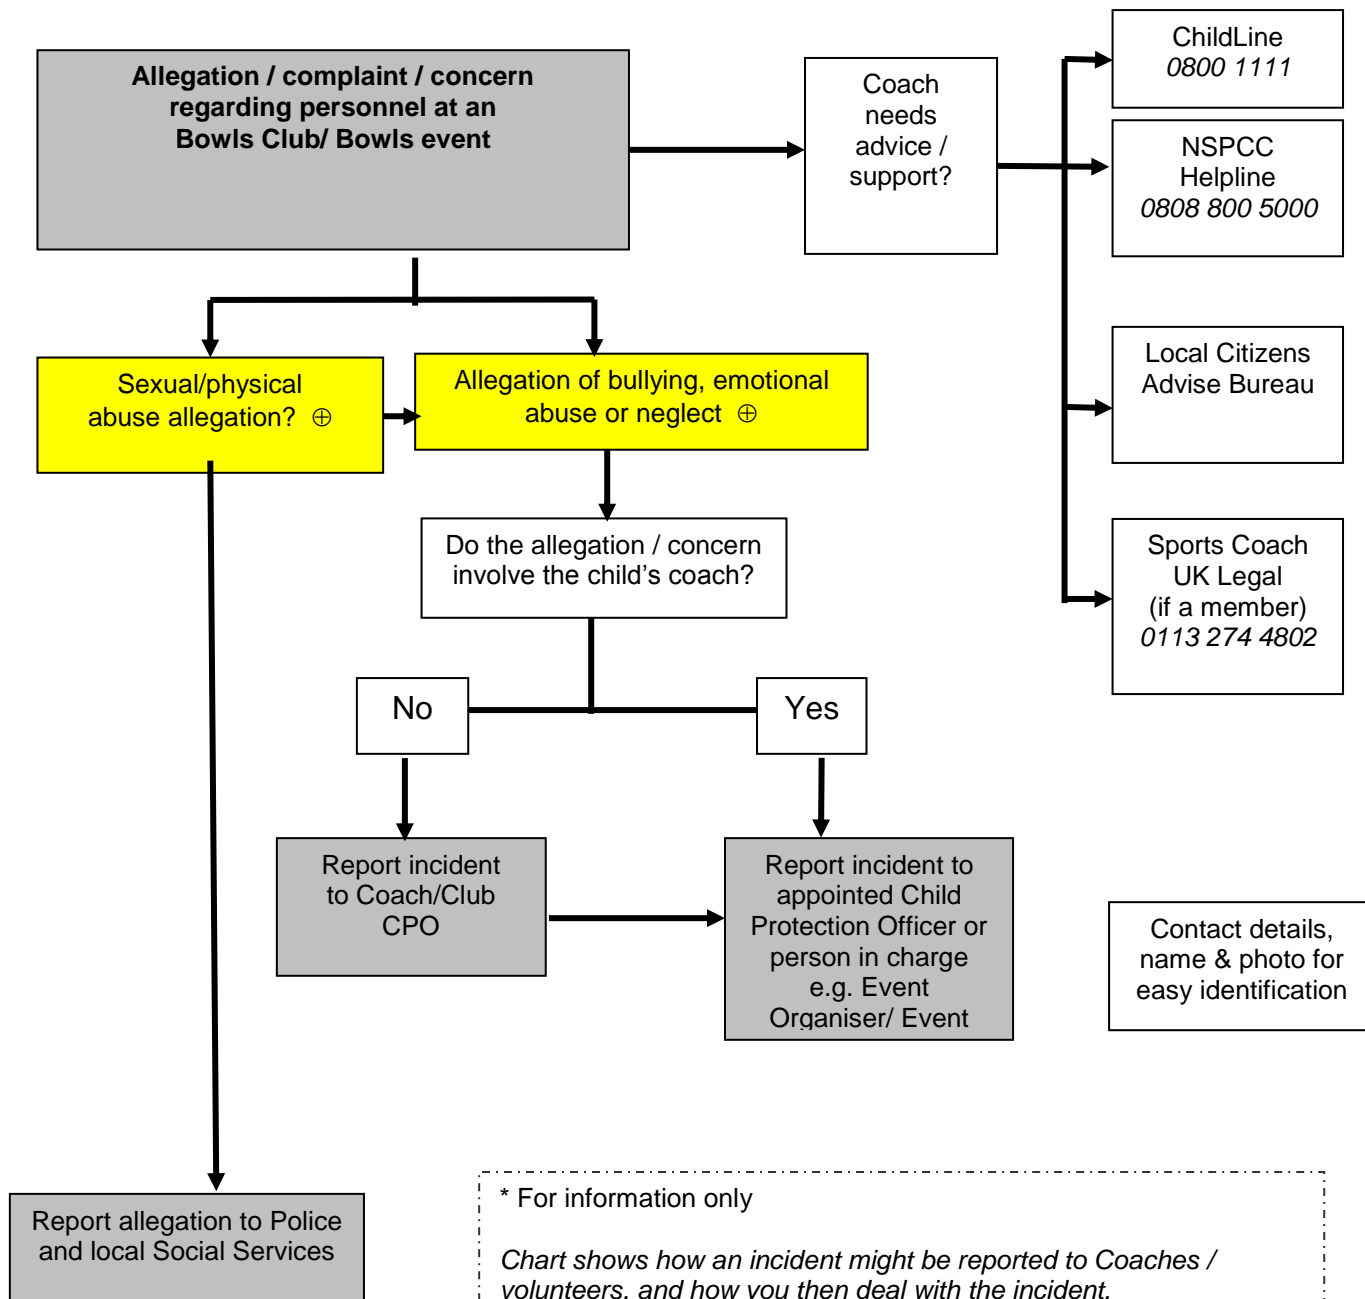 Allegation / complaint / concern
regarding personnel at an
Bowls Club/ Bowls event
Coach
needs
advice /
support?
ChildLine
0800 1111
NSPCC
Helpline
0808 800 5000
Local Citizens
Advise Bureau
Sports Coach
UK Legal
(if a member)
0113 274 4802
Sexual/physical
abuse allegation? ⊕
Allegation of bullying, emotional
abuse or neglect ⊕
Do the allegation / concern
involve the child’s coach?
No
Yes
Report incident
to Coach/Club
CPO
Report incident to
appointed Child
Protection Officer or
person in charge
e.g. Event
Organiser/ Event
Contact details,
name & photo for
easy identification
Report allegation to Police
and local Social Services
* For information only
Chart shows how an incident might be reported to Coaches /
volunteers, and how you then deal with the incident.